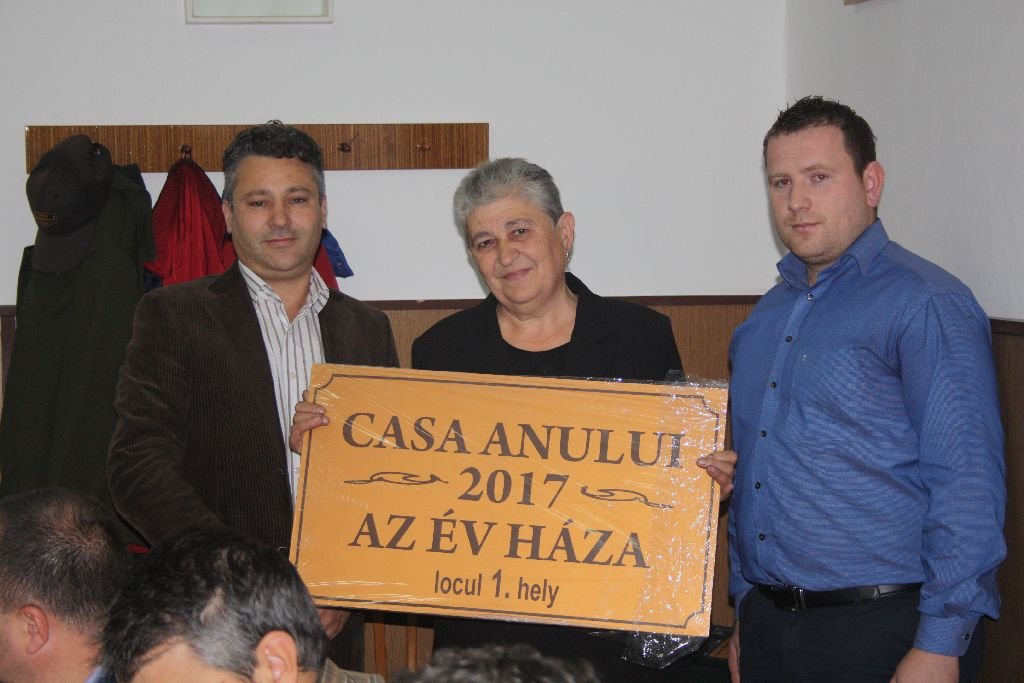 CASA ANULUI
2017
AZ ÉV HÁZA
locul 1. hely